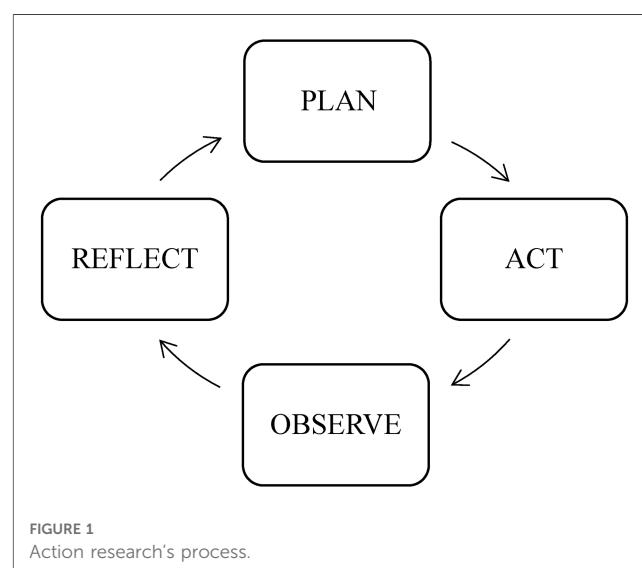 PLAN
REFLECT
ACT
OBSERVE
FIGURE 1
Action research's process.